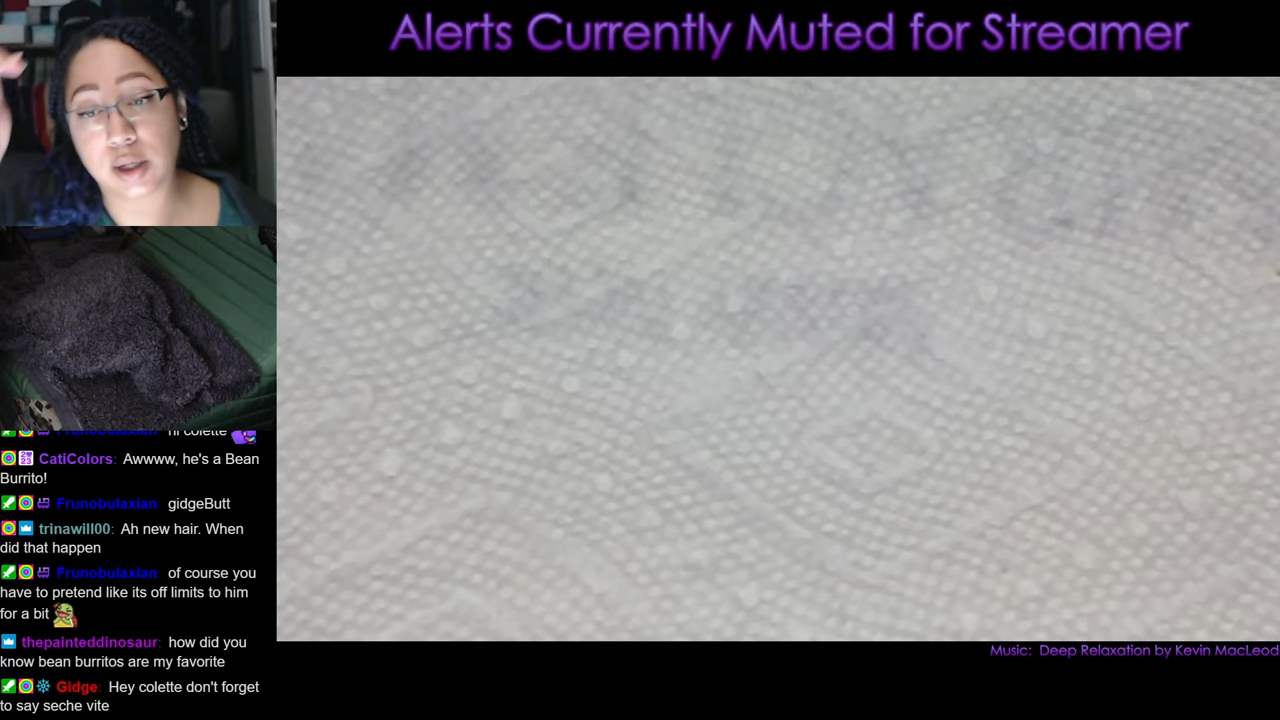 Alerts Currently Muted for Streamer
Frunobulaxian: hi colette
CatiColors: Awwww, he's a Bean
Burrito!
Frunobulaxian: gidgeButt
trinawill00: Ah new hair. When
did that happen
Frunobulaxian: of course you
have to pretend like its off limits to him
for a bit
thepainteddinosaur: how did you
know bean burritos are my favorite
Gidge: Hey colette don't forget
to say seche vite
Music: Deep Relaxation by Kevin MacLeod